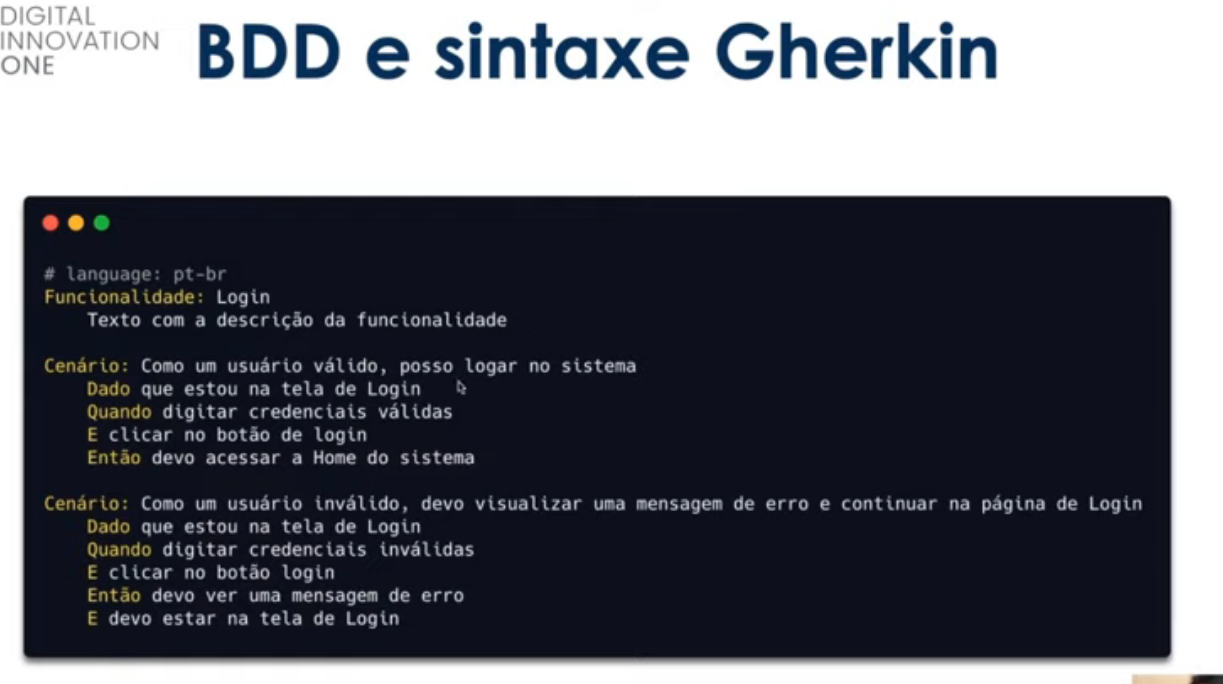 DIGITAL
INNOVATION
ONE
BDD e sintaxe Gherkin
# language: pt-br
Funcionalidade: Login
Texto com a descrição da funcionalidade
Cenário: Como um usuário válido, posso logar no sistema
Dado que estou na tela de Login
Quando digitar credenciais válidas
E clicar no botão de login
Então devo acessar a Home do sistema
Cenário: Como um usuário inválido, devo visualizar uma mensagem de erro e continuar na página de Login
Dado que estou na tela de Login
Quando digitar credenciais inválidas
E clicar no botão login
Então devo ver uma mensagem de erro
E devo estar na tela de Login